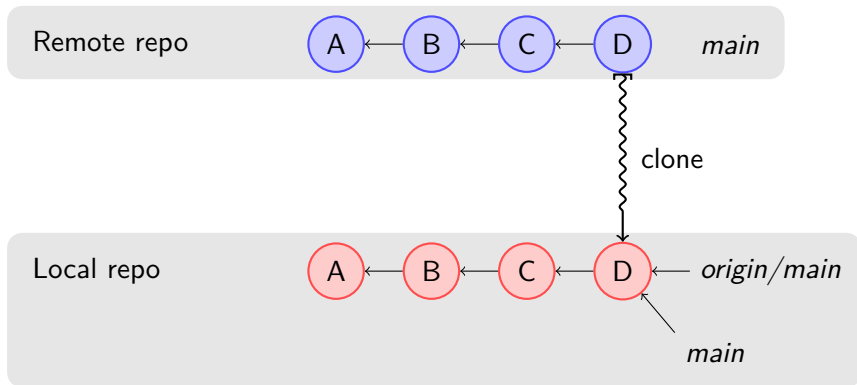 Remote repo A B C D main
clone
Local repo A B C D origin/main
main